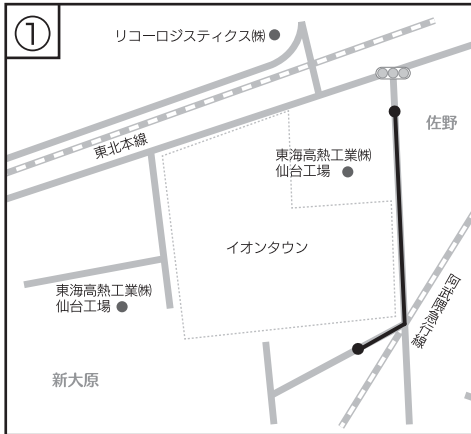 ①
リコーロジスティクス㈱
東北本線
佐野
東海高熱工業㈱
仙台工場
イオンタウン
阿武隈急行線
東海高熱工業㈱
仙台工場
新大原